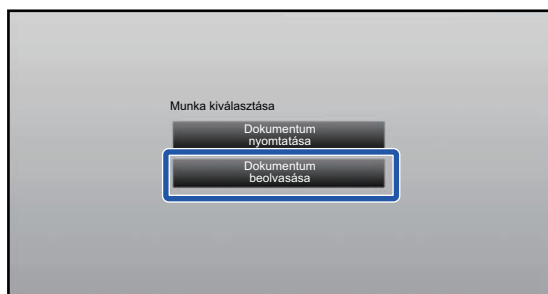 Munka kiválasztása
Dokumentum
nyomtatása
Dokumentum
beolvasása